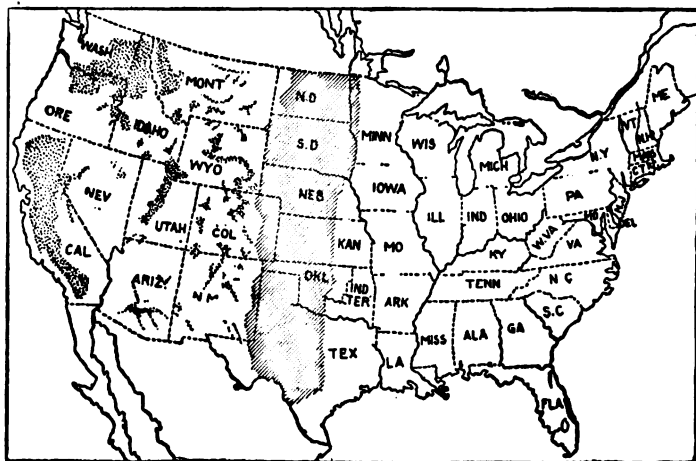 WASH
MONT
N.D
ORE
IDAHO
S.D
MINN
WIS
MICH
N.Y
VT
N.H
ME
WYO
NEB
IOWA
NEV
UTAH
COL
KAN
MO
ILL
IND
OHIO
PA
W.VA
VA
KY
CAL
ARIZ
N.M
OKL
IND
TER
ARK
TENN
N C
S.C
TEX
LA
MISS
ALA
GA
FLA